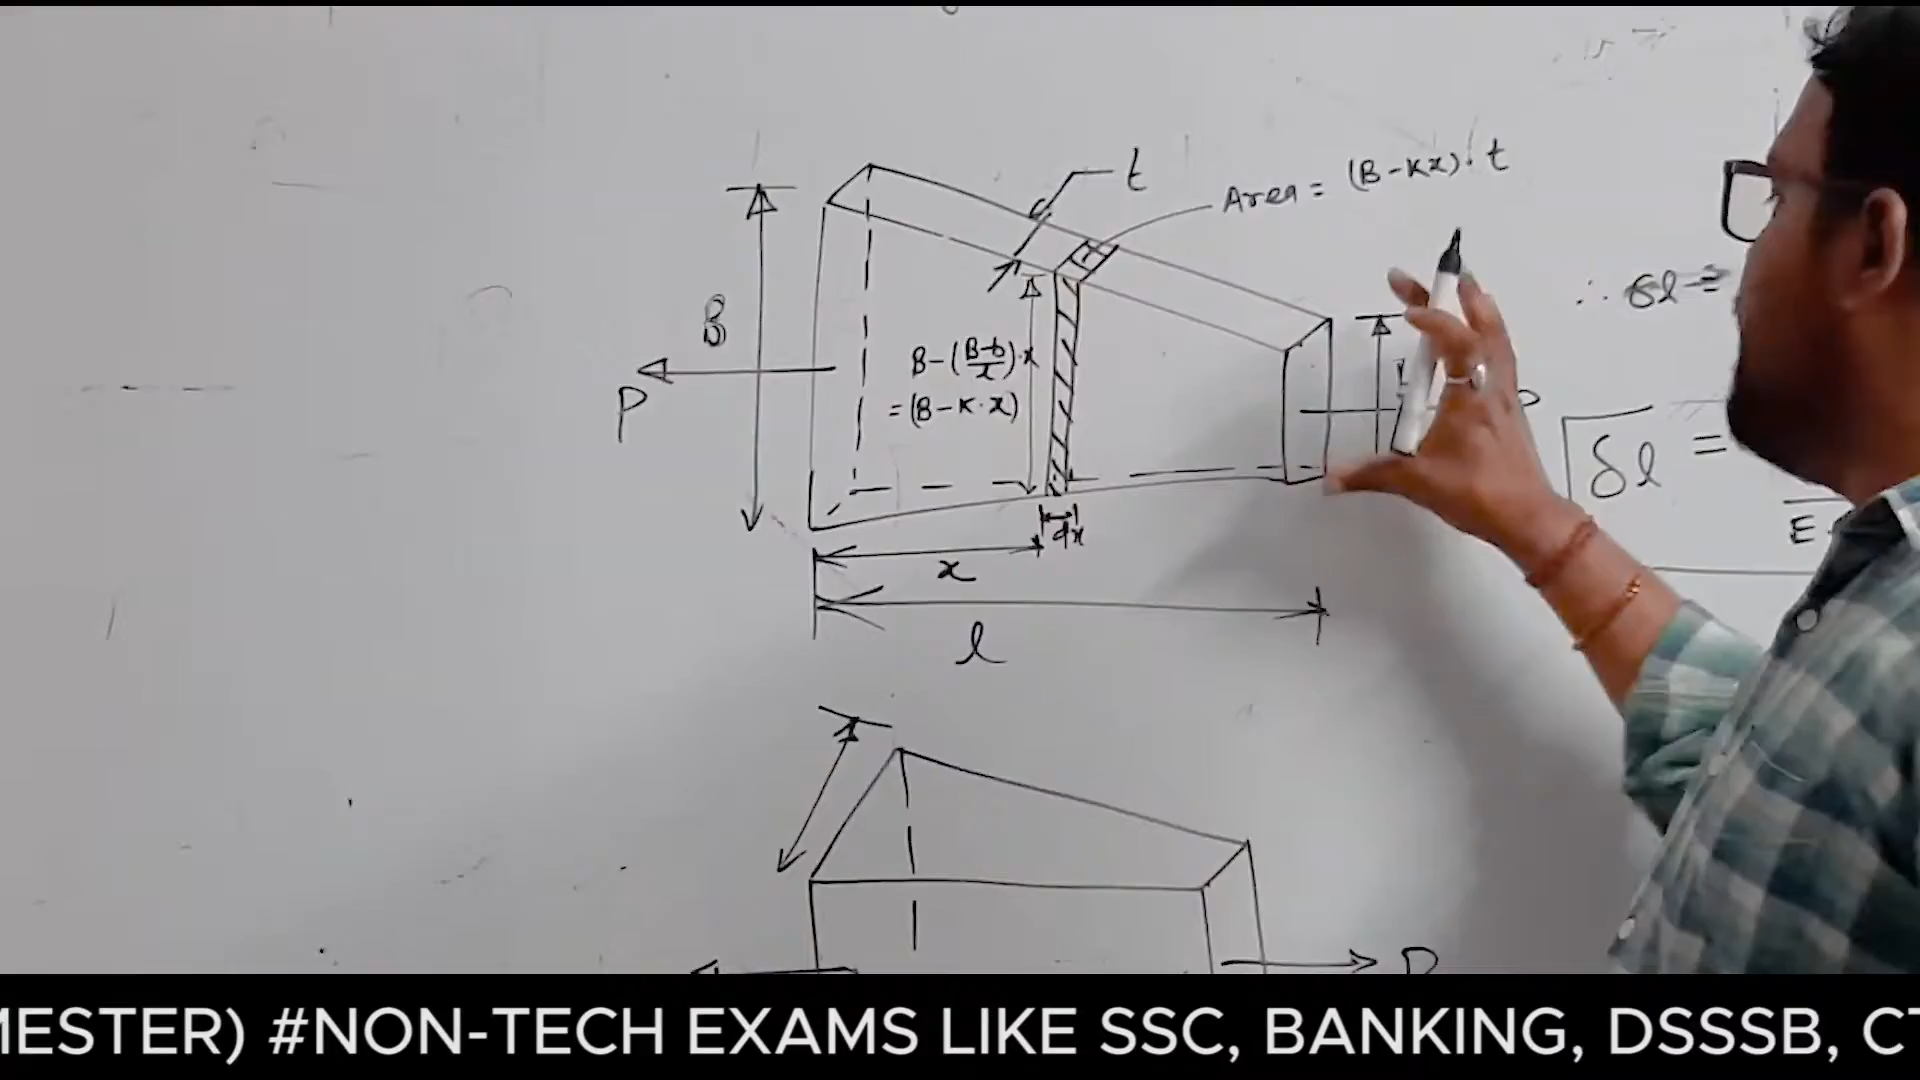 t
Area = (B-Kx)·t
B
B-(B-b/x)·x
=(B-K·x)
P
∴ δl =
δl =
E
dx
x
l
P
MESTER) #NON-TECH EXAMS LIKE SSC, BANKING, DSSSB, CT